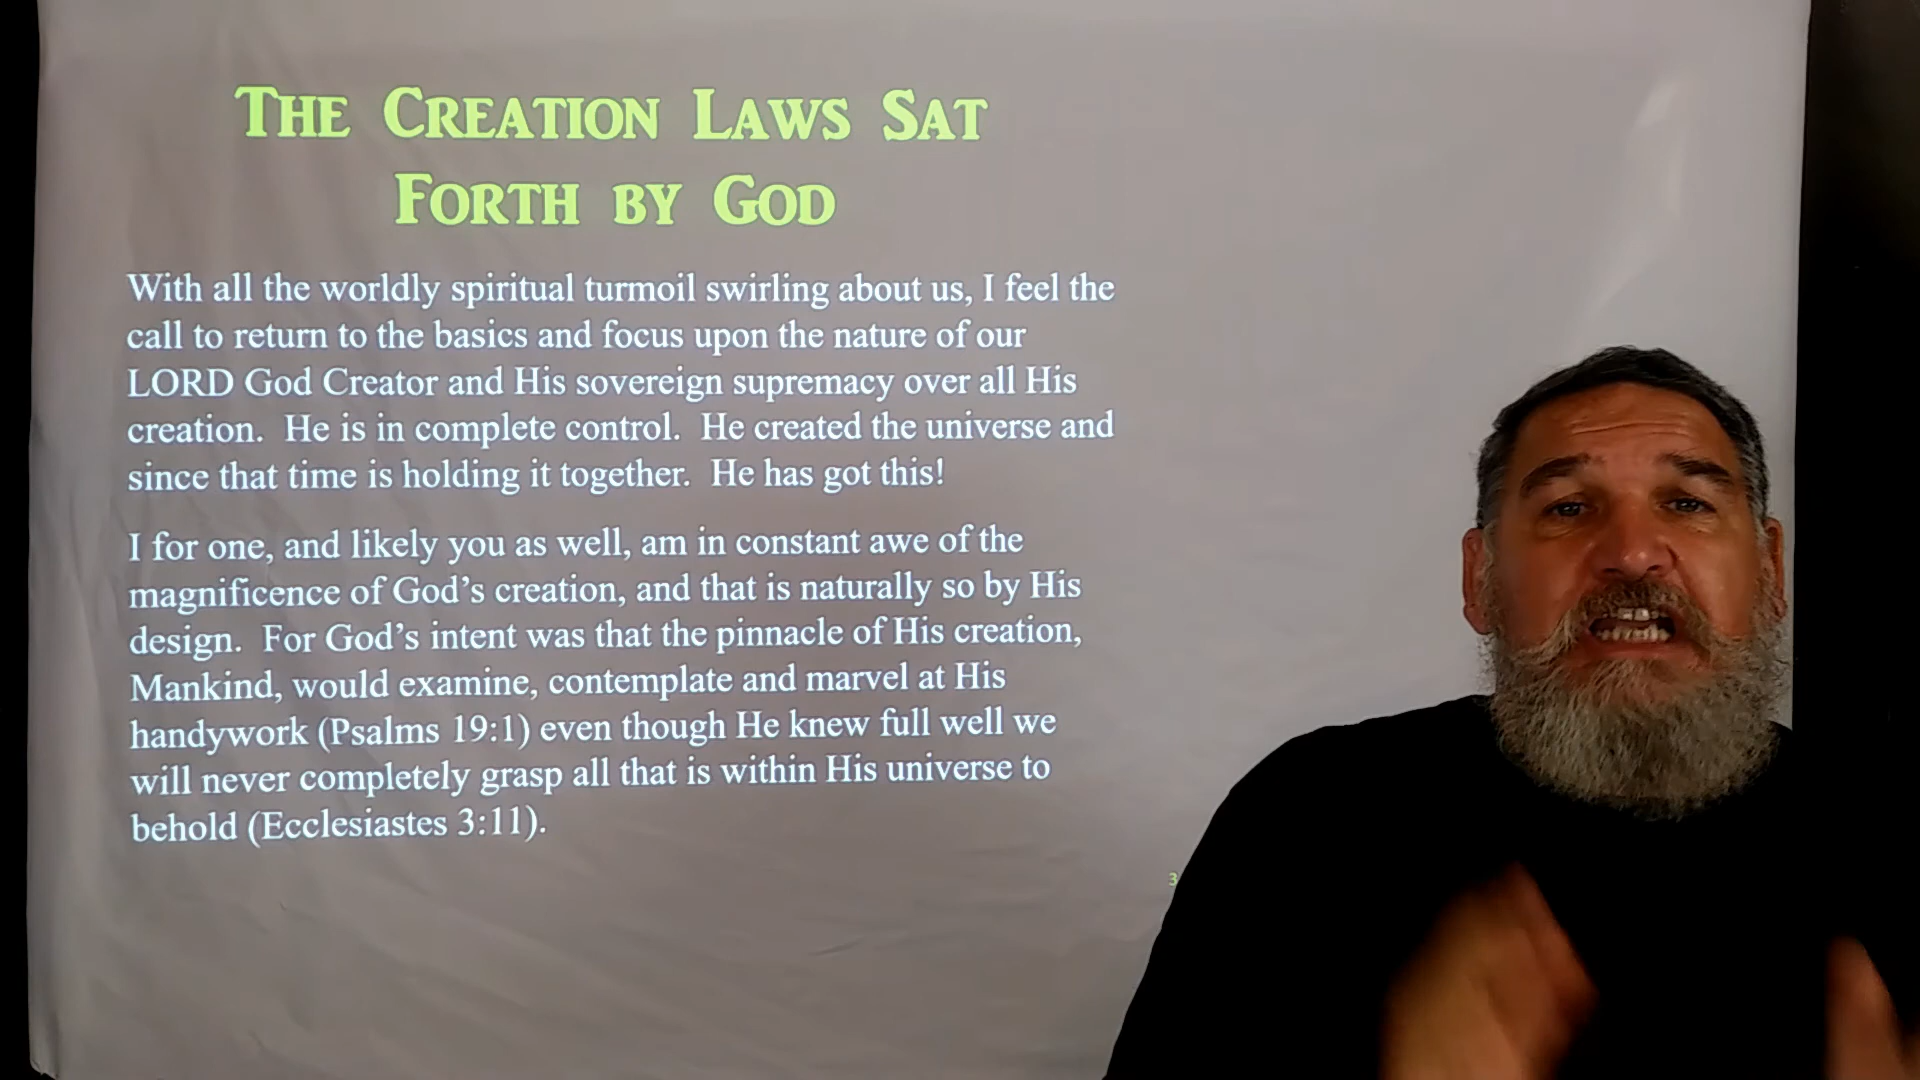 THE CREATION LAWS SAT
FORTH BY GOD
With all the worldly spiritual turmoil swirling about us, I feel the
call to return to the basics and focus upon the nature of our
LORD God Creator and His sovereign supremacy over all His
creation.  He is in complete control.  He created the universe and
since that time is holding it together.  He has got this!
I for one, and likely you as well, am in constant awe of the
magnificence of God’s creation, and that is naturally so by His
design.  For God’s intent was that the pinnacle of His creation,
Mankind, would examine, contemplate and marvel at His
handywork (Psalms 19:1) even though He knew full well we
will never completely grasp all that is within His universe to
behold (Ecclesiastes 3:11).
3